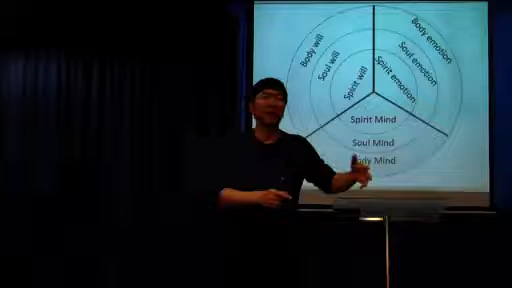 Body will
Soul will
Spirit will
Body emotion
Soul emotion
Spirit emotion
Spirit Mind
Soul Mind
Body Mind